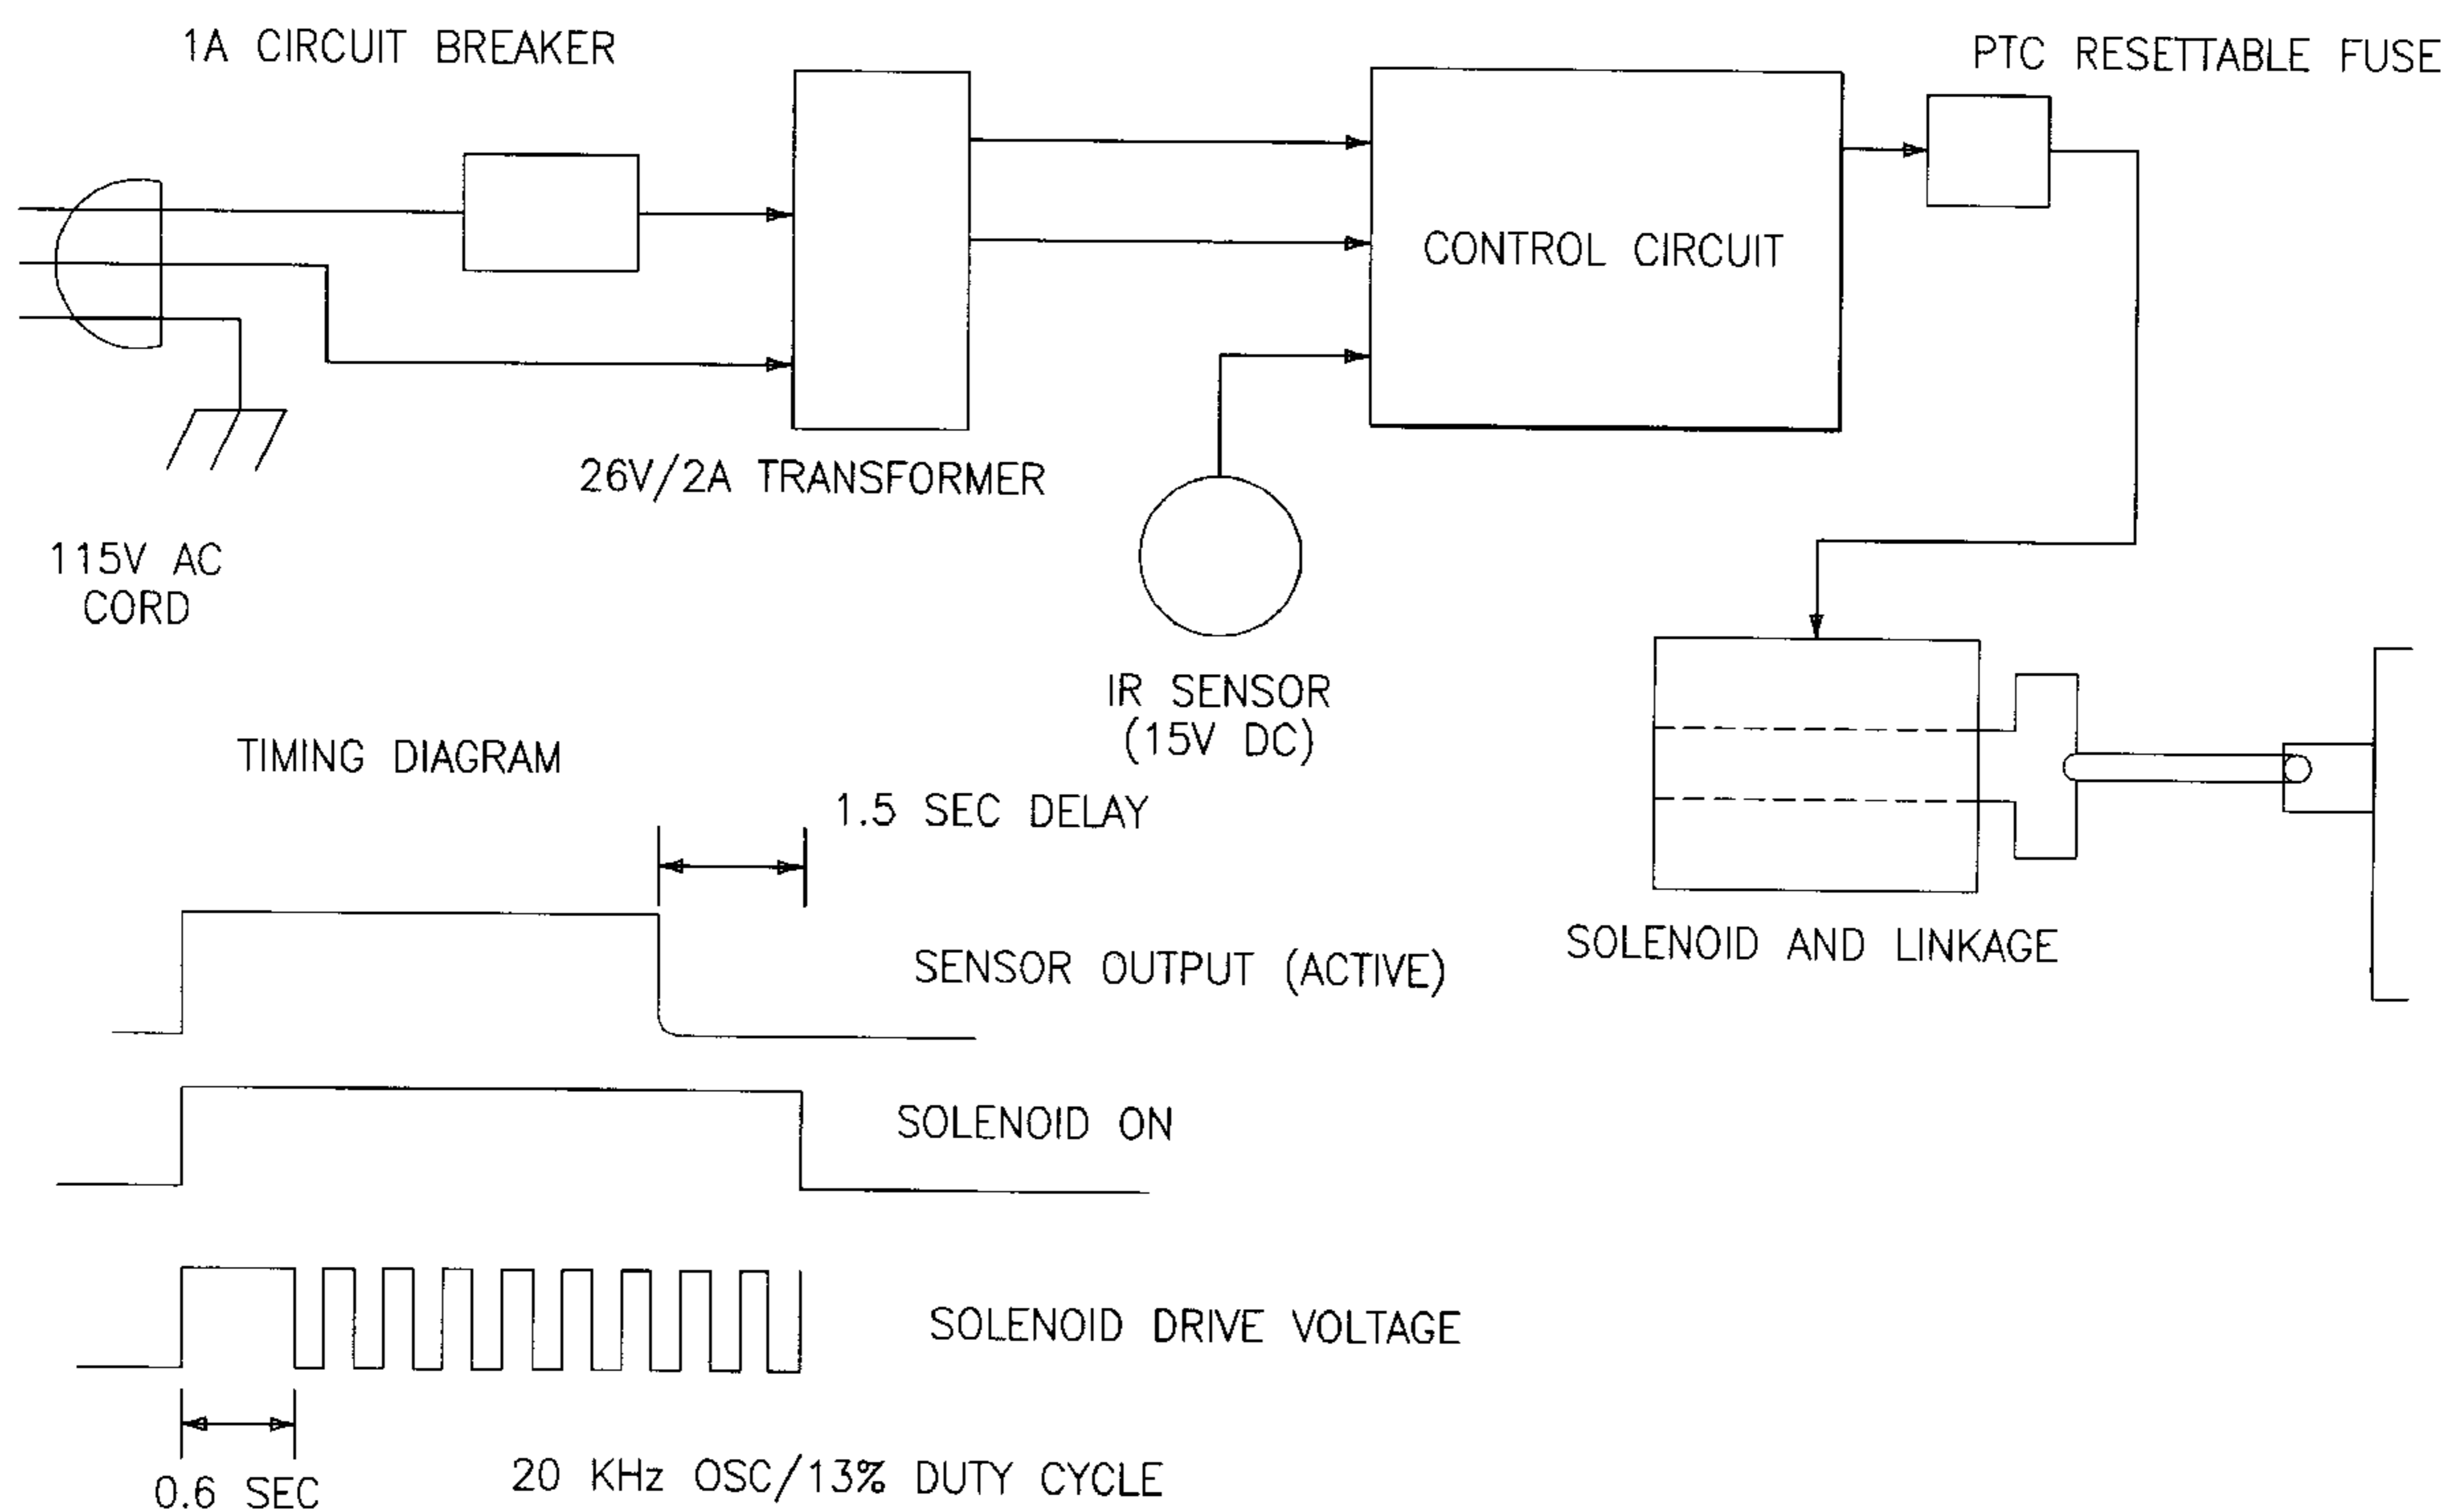 1A CIRCUIT BREAKER
PTC RESETTABLE FUSE
CONTROL CIRCUIT
26V/2A TRANSFORMER
115V AC
CORD
IR SENSOR
(15V DC)
TIMING DIAGRAM
1.5 SEC DELAY
SOLENOID AND LINKAGE
SENSOR OUTPUT (ACTIVE)
SOLENOID ON
SOLENOID DRIVE VOLTAGE
0.6 SEC
20 KHz OSC/13% DUTY CYCLE